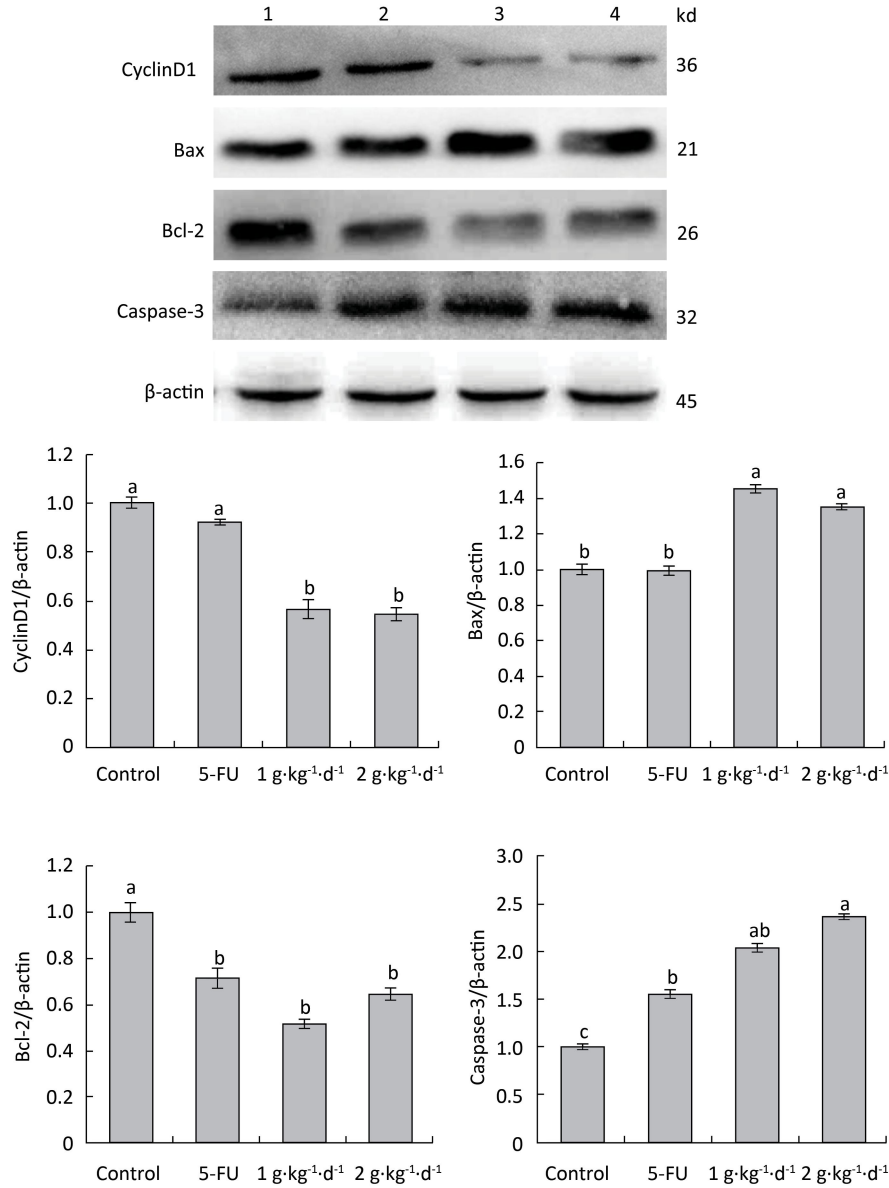 1 2 3 4 kd
CyclinD1 36
Bax 21
Bcl-2 26
Caspase-3 32
β-actin 45
CyclinD1/β-actin
1.2
1.0
0.8
0.6
0.4
0.2
0
a a b b
Control 5-FU 1 g·kg⁻¹·d⁻¹ 2 g·kg⁻¹·d⁻¹
Bax/β-actin
1.6
1.4
1.2
1.0
0.8
0.6
0.4
0.2
0
b b a a
Control 5-FU 1 g·kg⁻¹·d⁻¹ 2 g·kg⁻¹·d⁻¹
Bcl-2/β-actin
1.2
1.0
0.8
0.6
0.4
0.2
0
a b b b
Control 5-FU 1 g·kg⁻¹·d⁻¹ 2 g·kg⁻¹·d⁻¹
Caspase-3/β-actin
3.0
2.5
2.0
1.5
1.0
0.5
0
c b ab a
Control 5-FU 1 g·kg⁻¹·d⁻¹ 2 g·kg⁻¹·d⁻¹